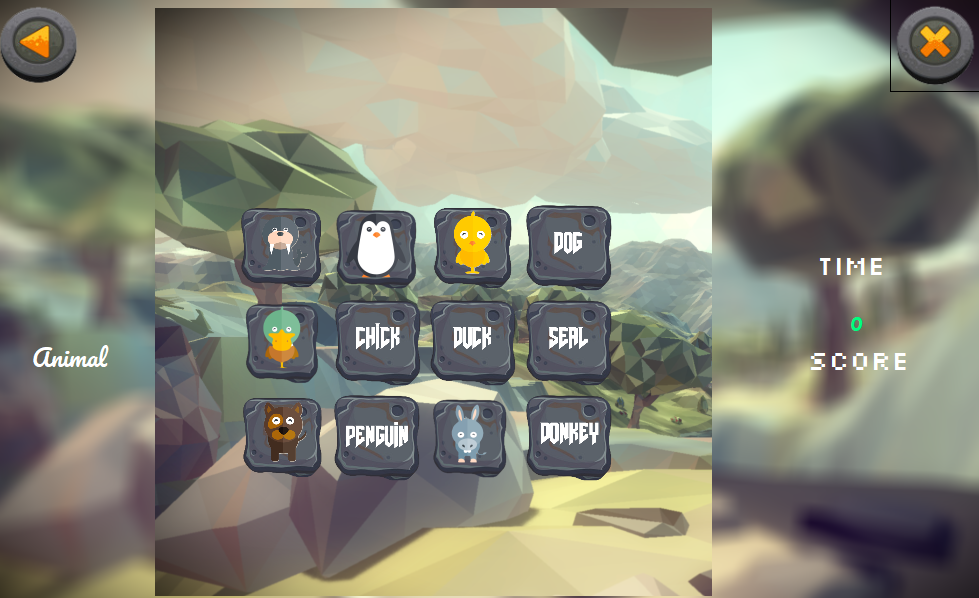 DOG
CHICK
DUCK
SEAL
PENGUIN
DONKEY
Animal
TIME
0
SCORE